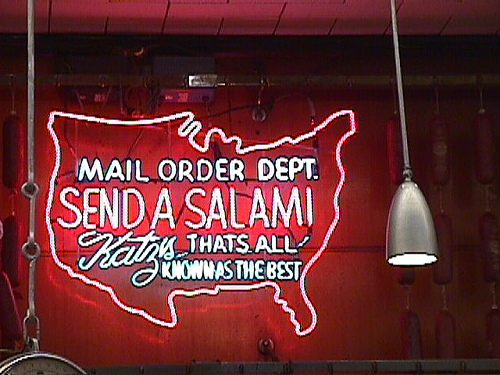 MAIL ORDER DEPT.
SEND A SALAMI
Katz's THATS ALL
KNOWN AS THE BEST